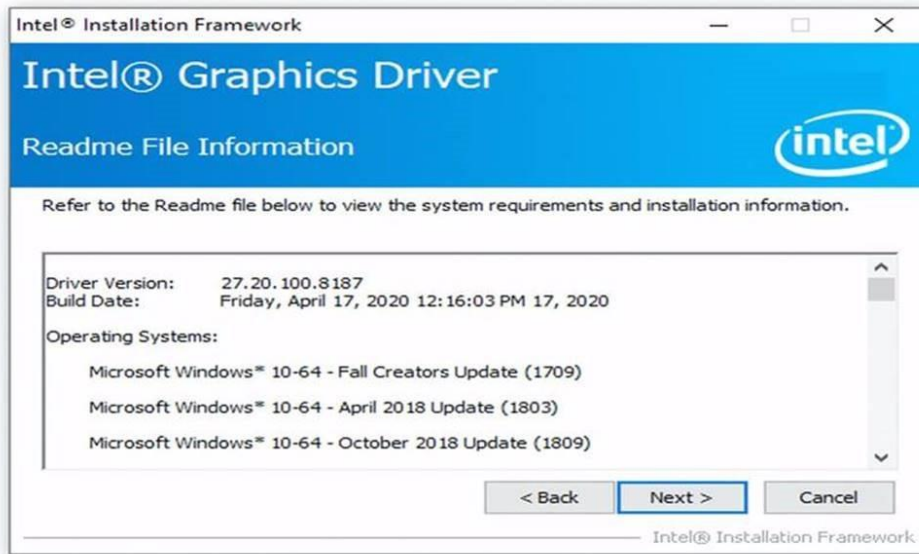 Intel® Installation Framework
Intel® Graphics Driver
Readme File Information
intel
Refer to the Readme file below to view the system requirements and installation information.
Driver Version: 27.20.100.8187
Build Date: Friday, April 17, 2020 12:16:03 PM 17, 2020
Operating Systems:
Microsoft Windows* 10-64 - Fall Creators Update (1709)
Microsoft Windows* 10-64 - April 2018 Update (1803)
Microsoft Windows* 10-64 - October 2018 Update (1809)
< Back Next > Cancel
Intel® Installation Framework